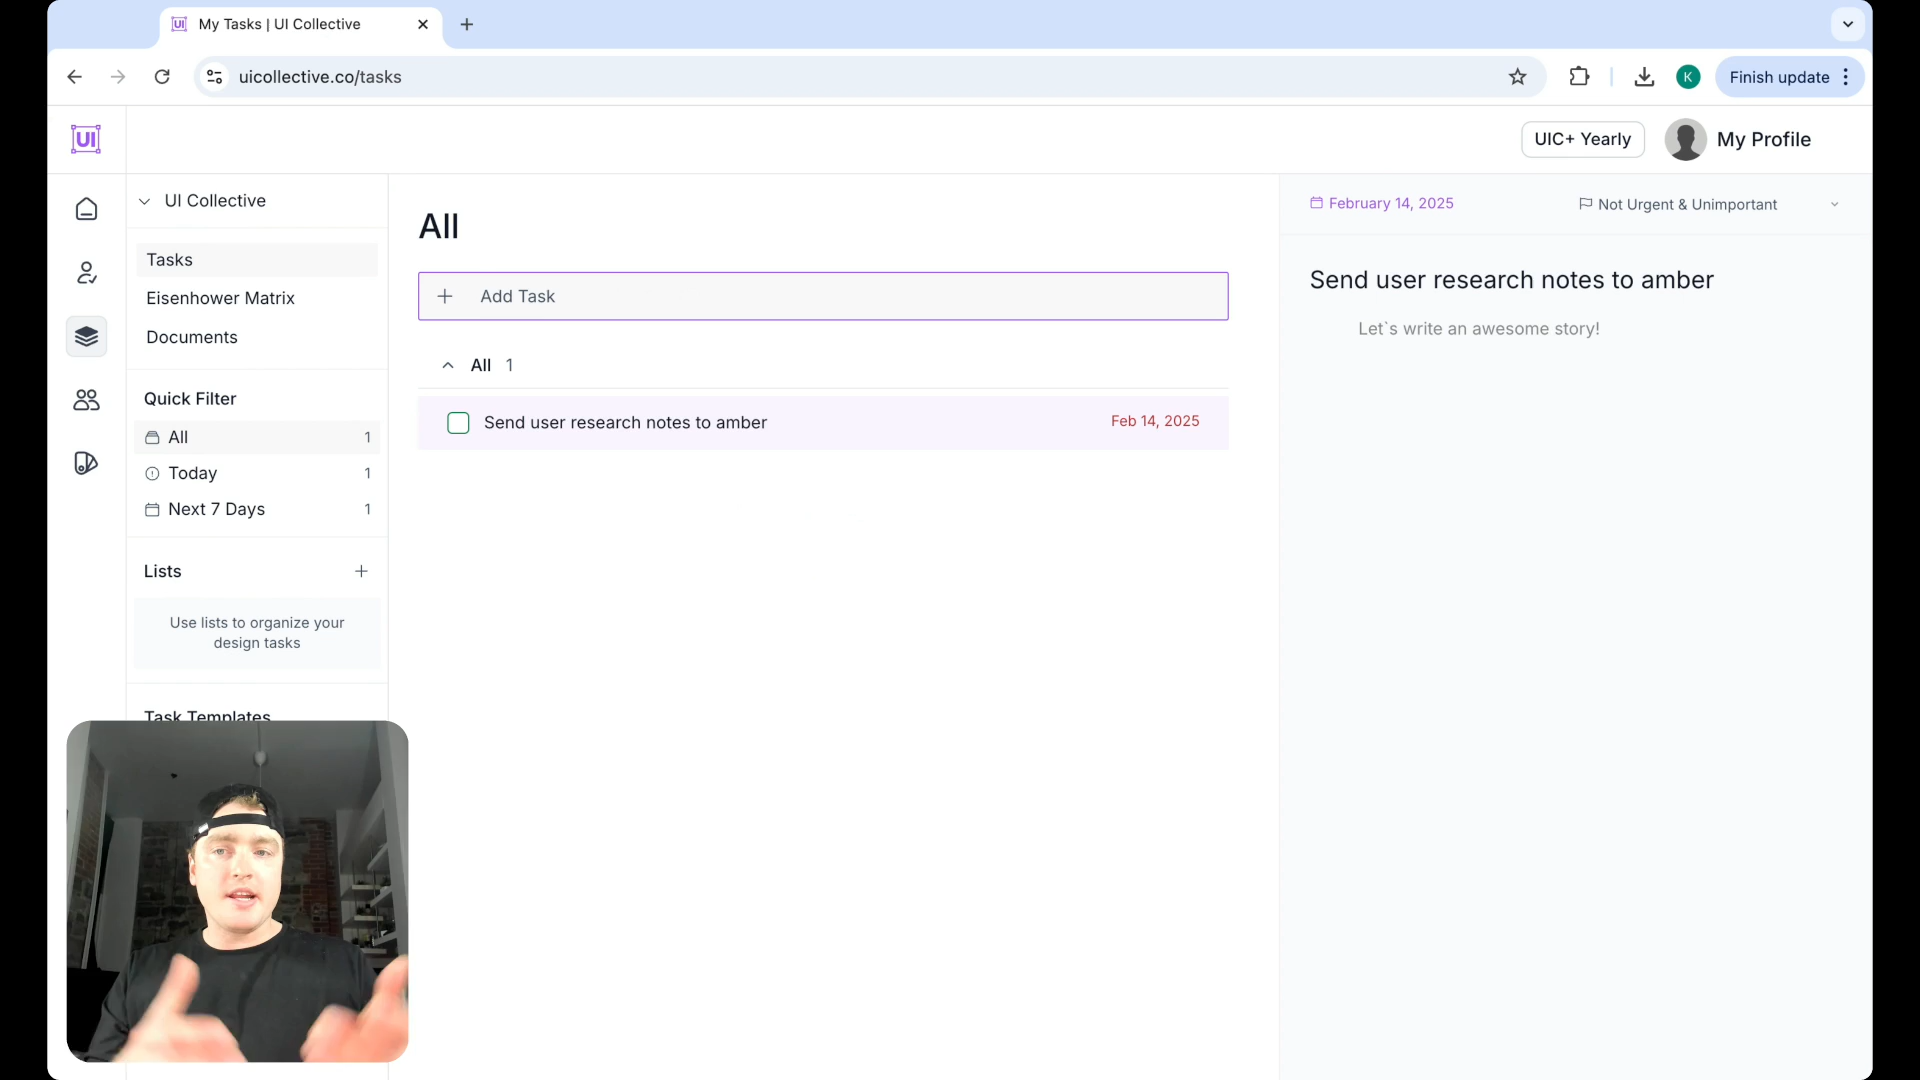 My Tasks | UI Collective
uicollective.co/tasks
K
Finish update
UI
UIC+ Yearly
My Profile
UI Collective
Tasks
Eisenhower Matrix
Documents
Quick Filter
All 1
Today 1
Next 7 Days 1
Lists
Use lists to organize your
design tasks
Task Templates
All
Add Task
All 1
Send user research notes to amber
Feb 14, 2025
February 14, 2025
Not Urgent & Unimportant
Send user research notes to amber
Let`s write an awesome story!